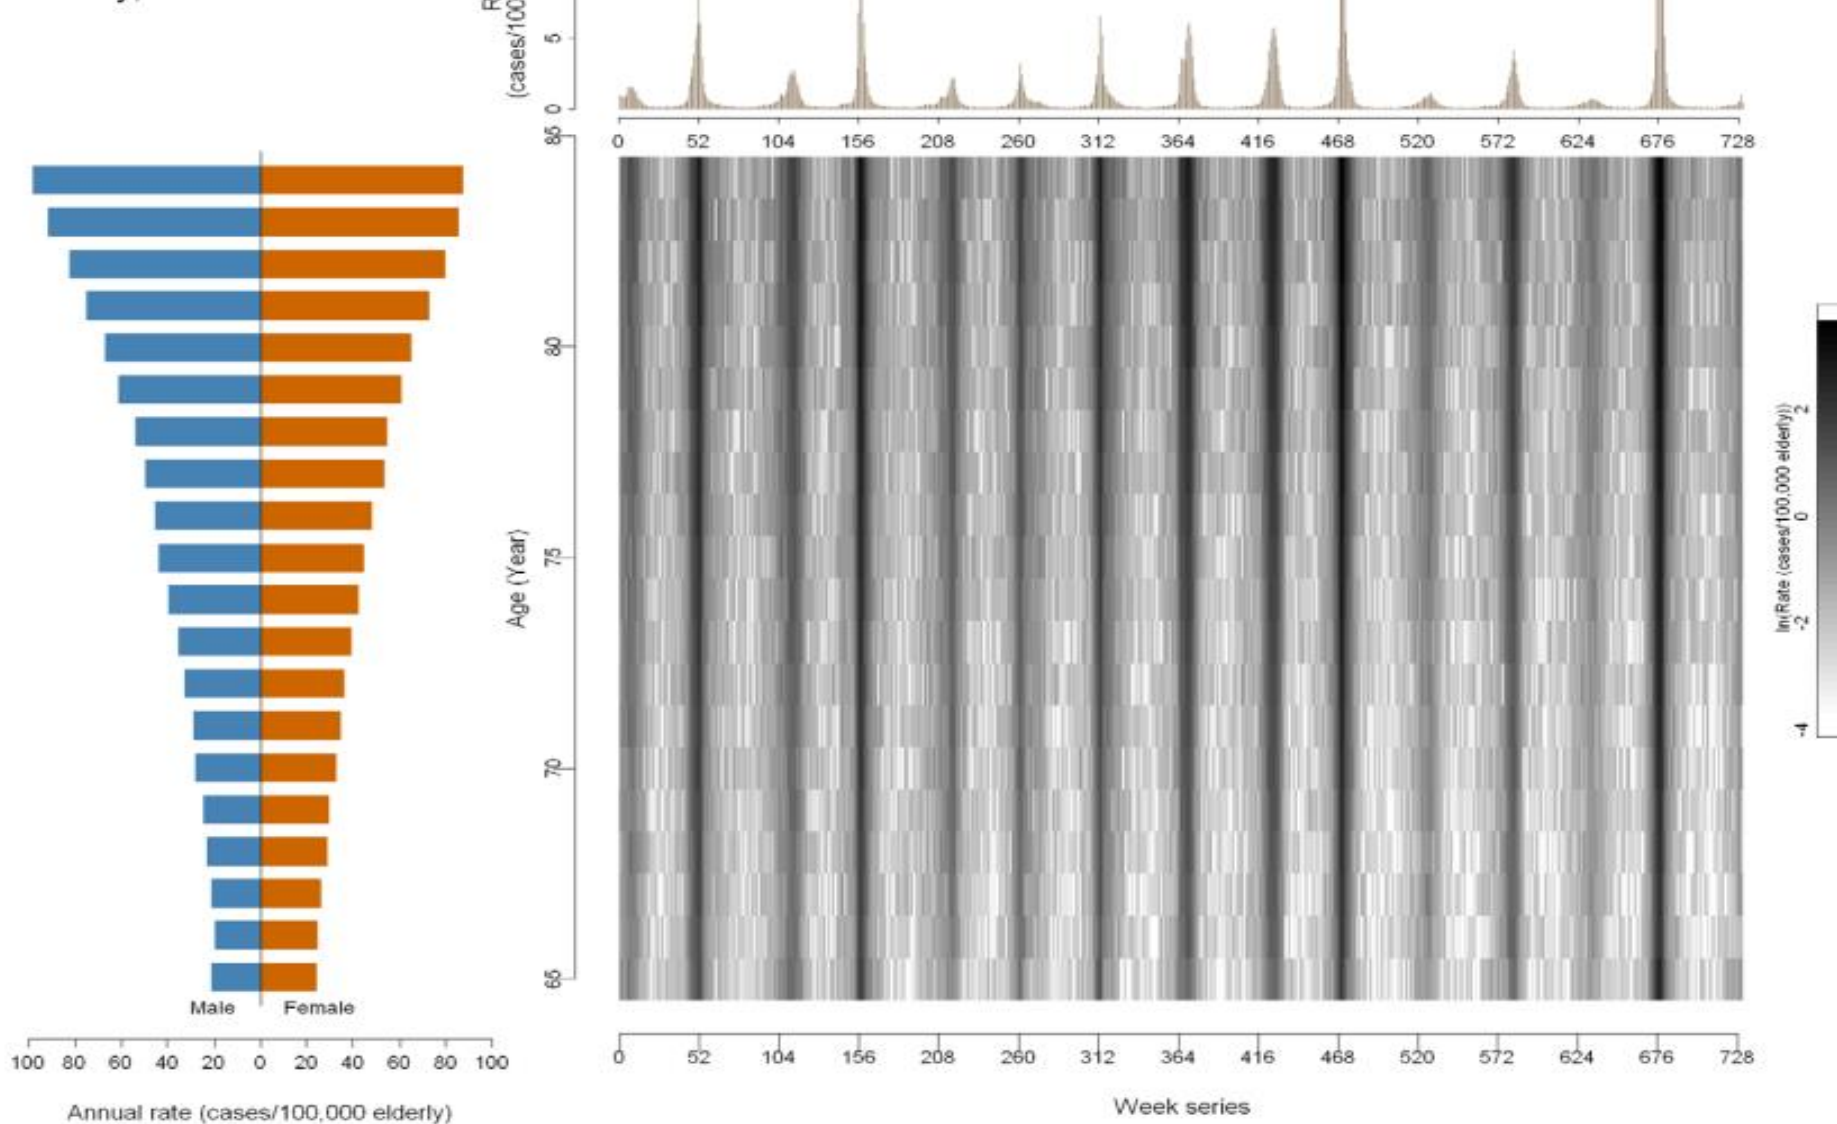 (cases/100
5
0
0 52 104 156 208 260 312 364 416 468 520 572 624 676 728
85
80
75
70
65
Age (Year)
Male Female
100 80 60 40 20 0 20 40 60 80 100
Annual rate (cases/100,000 elderly)
0 52 104 156 208 260 312 364 416 468 520 572 624 676 728
Week series
ln(Rate (cases/100,000 elderly))
2
0
-2
-4